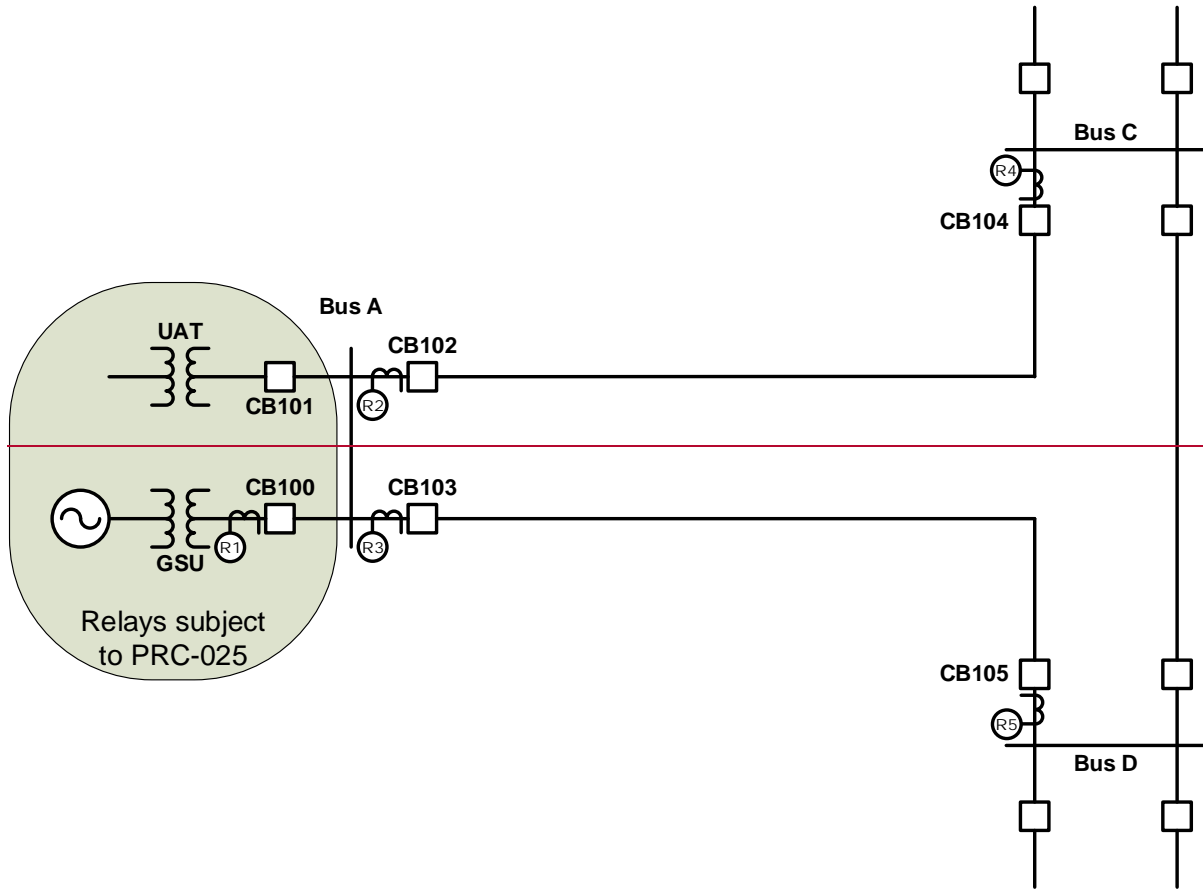 Bus C
R4
CB104
Bus A
UAT
CB102
CB101
R2
CB100
CB103
R1
R3
GSU
Relays subject
to PRC-025
CB105
R5
Bus D